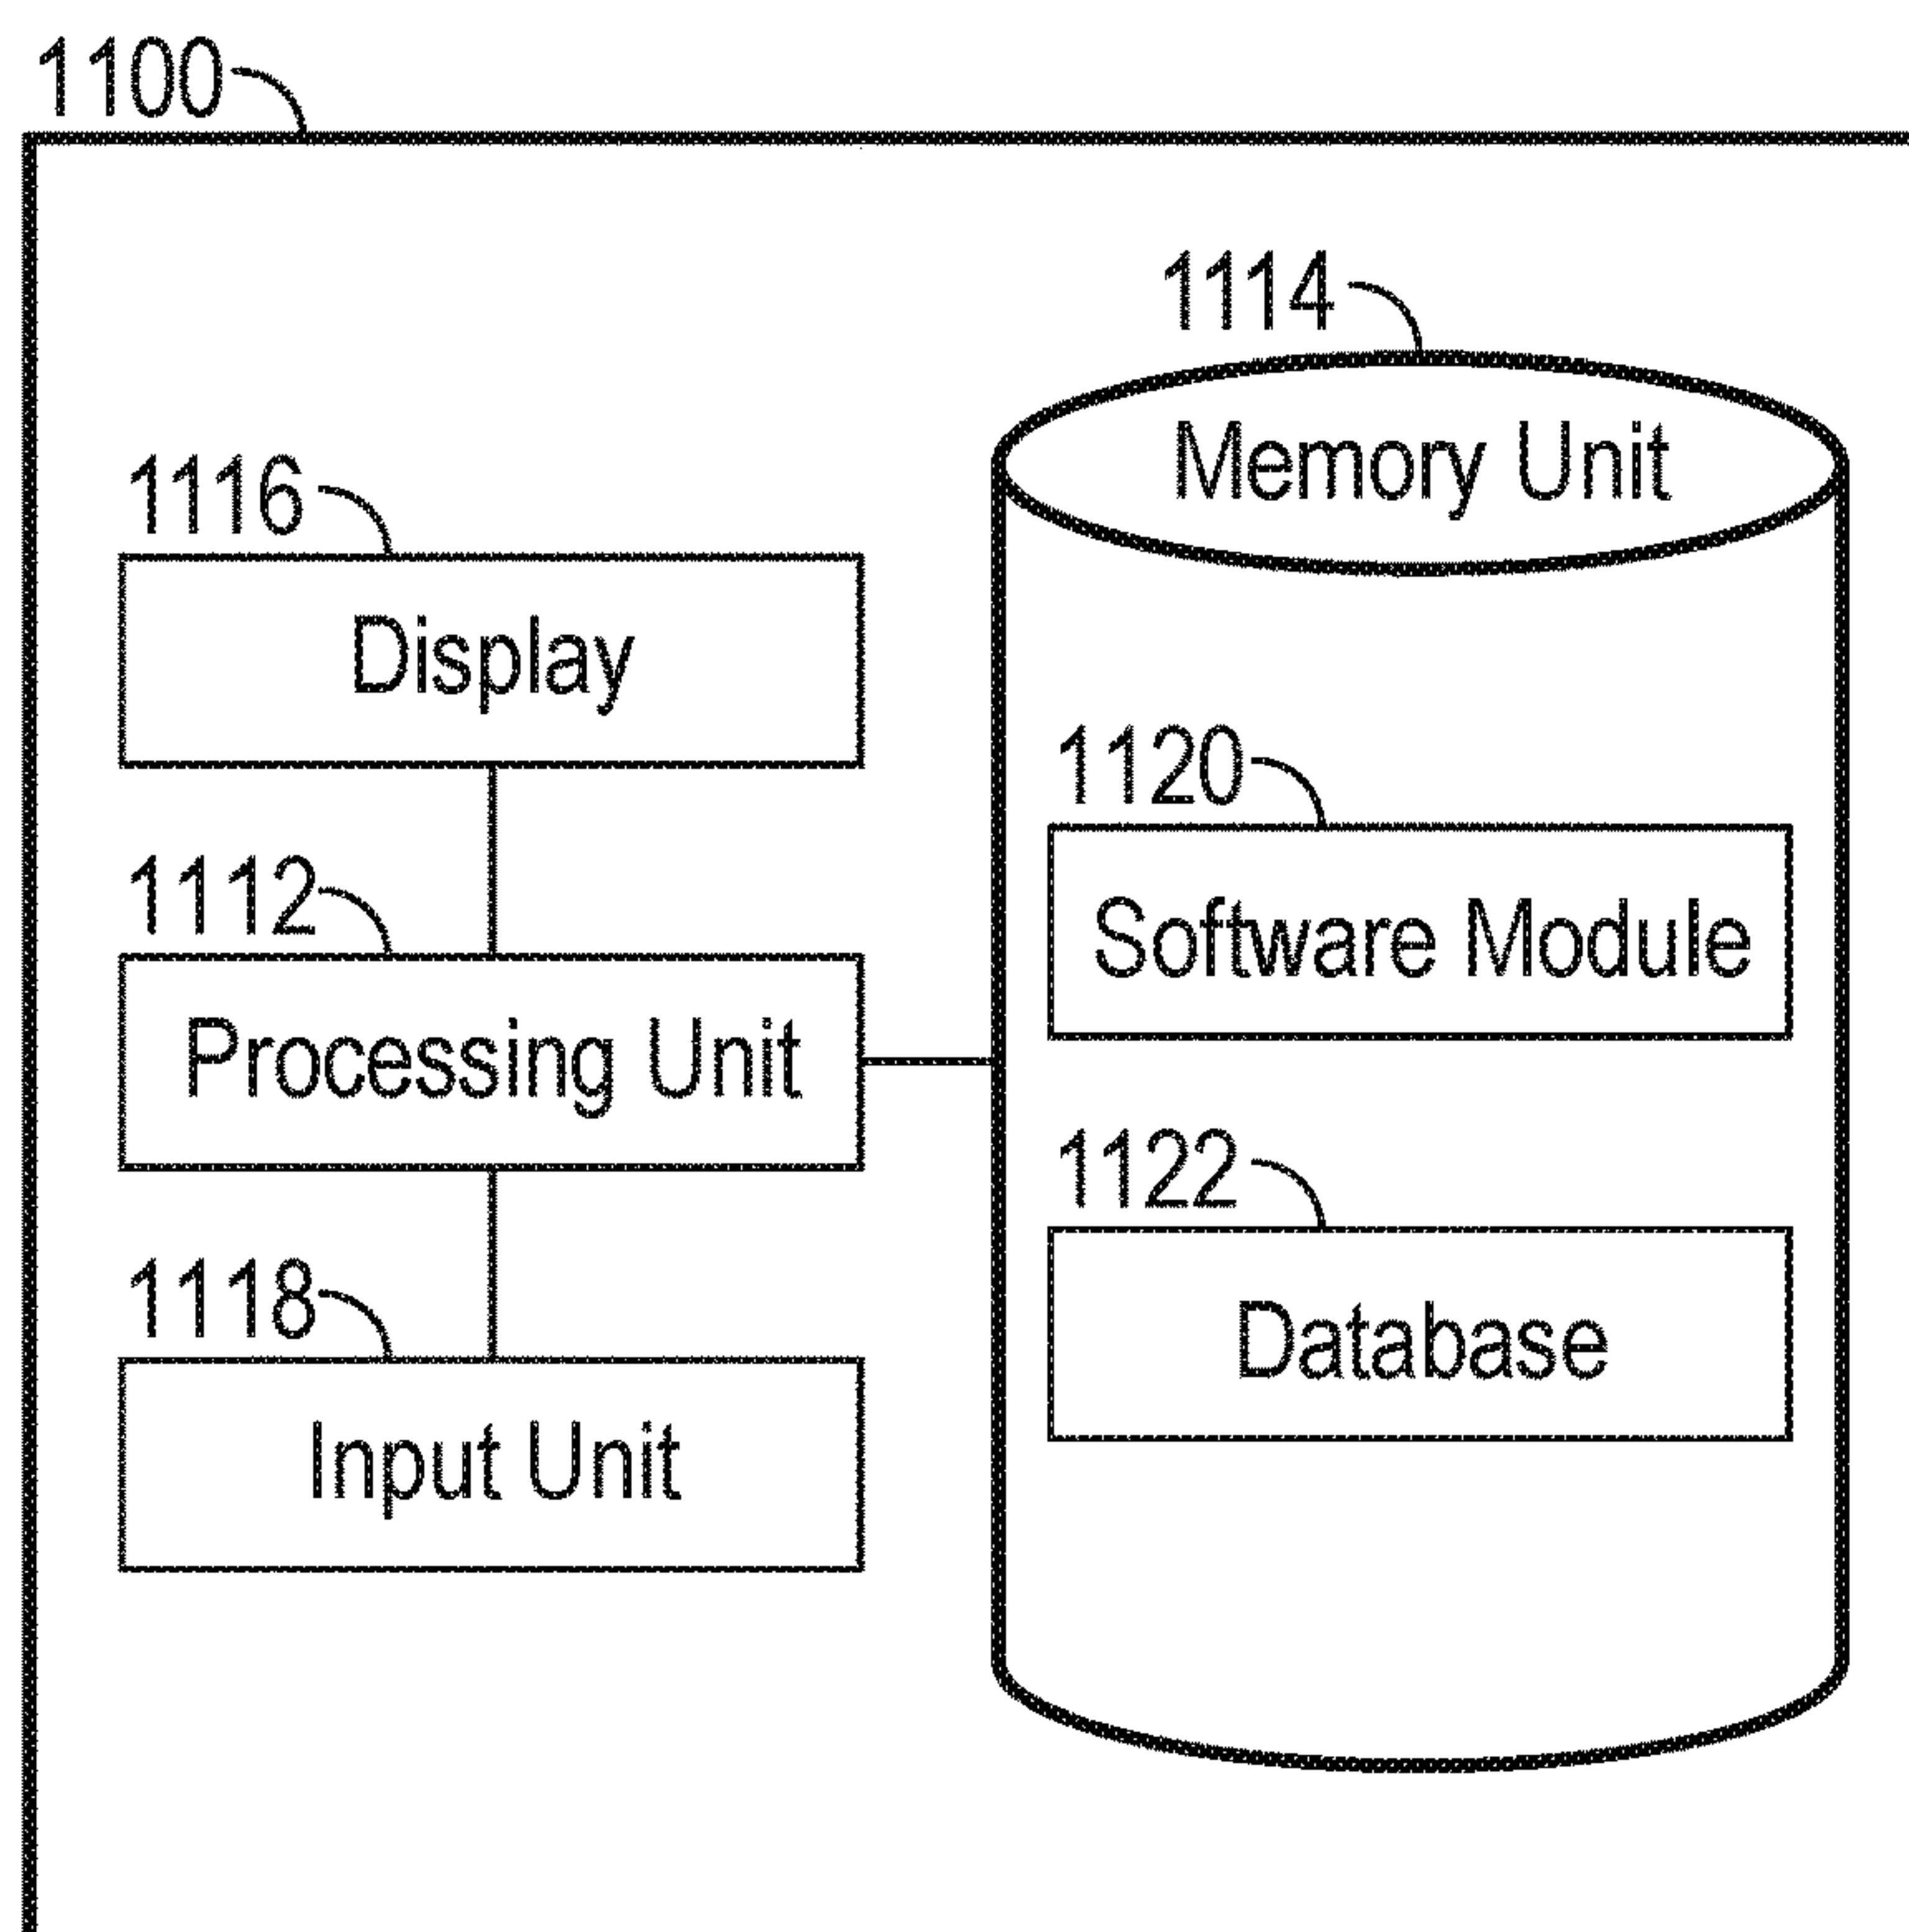 1100
1114
Memory Unit
1116
Display
1120
Software Module
1112
Processing Unit
1122
Database
1118
Input Unit